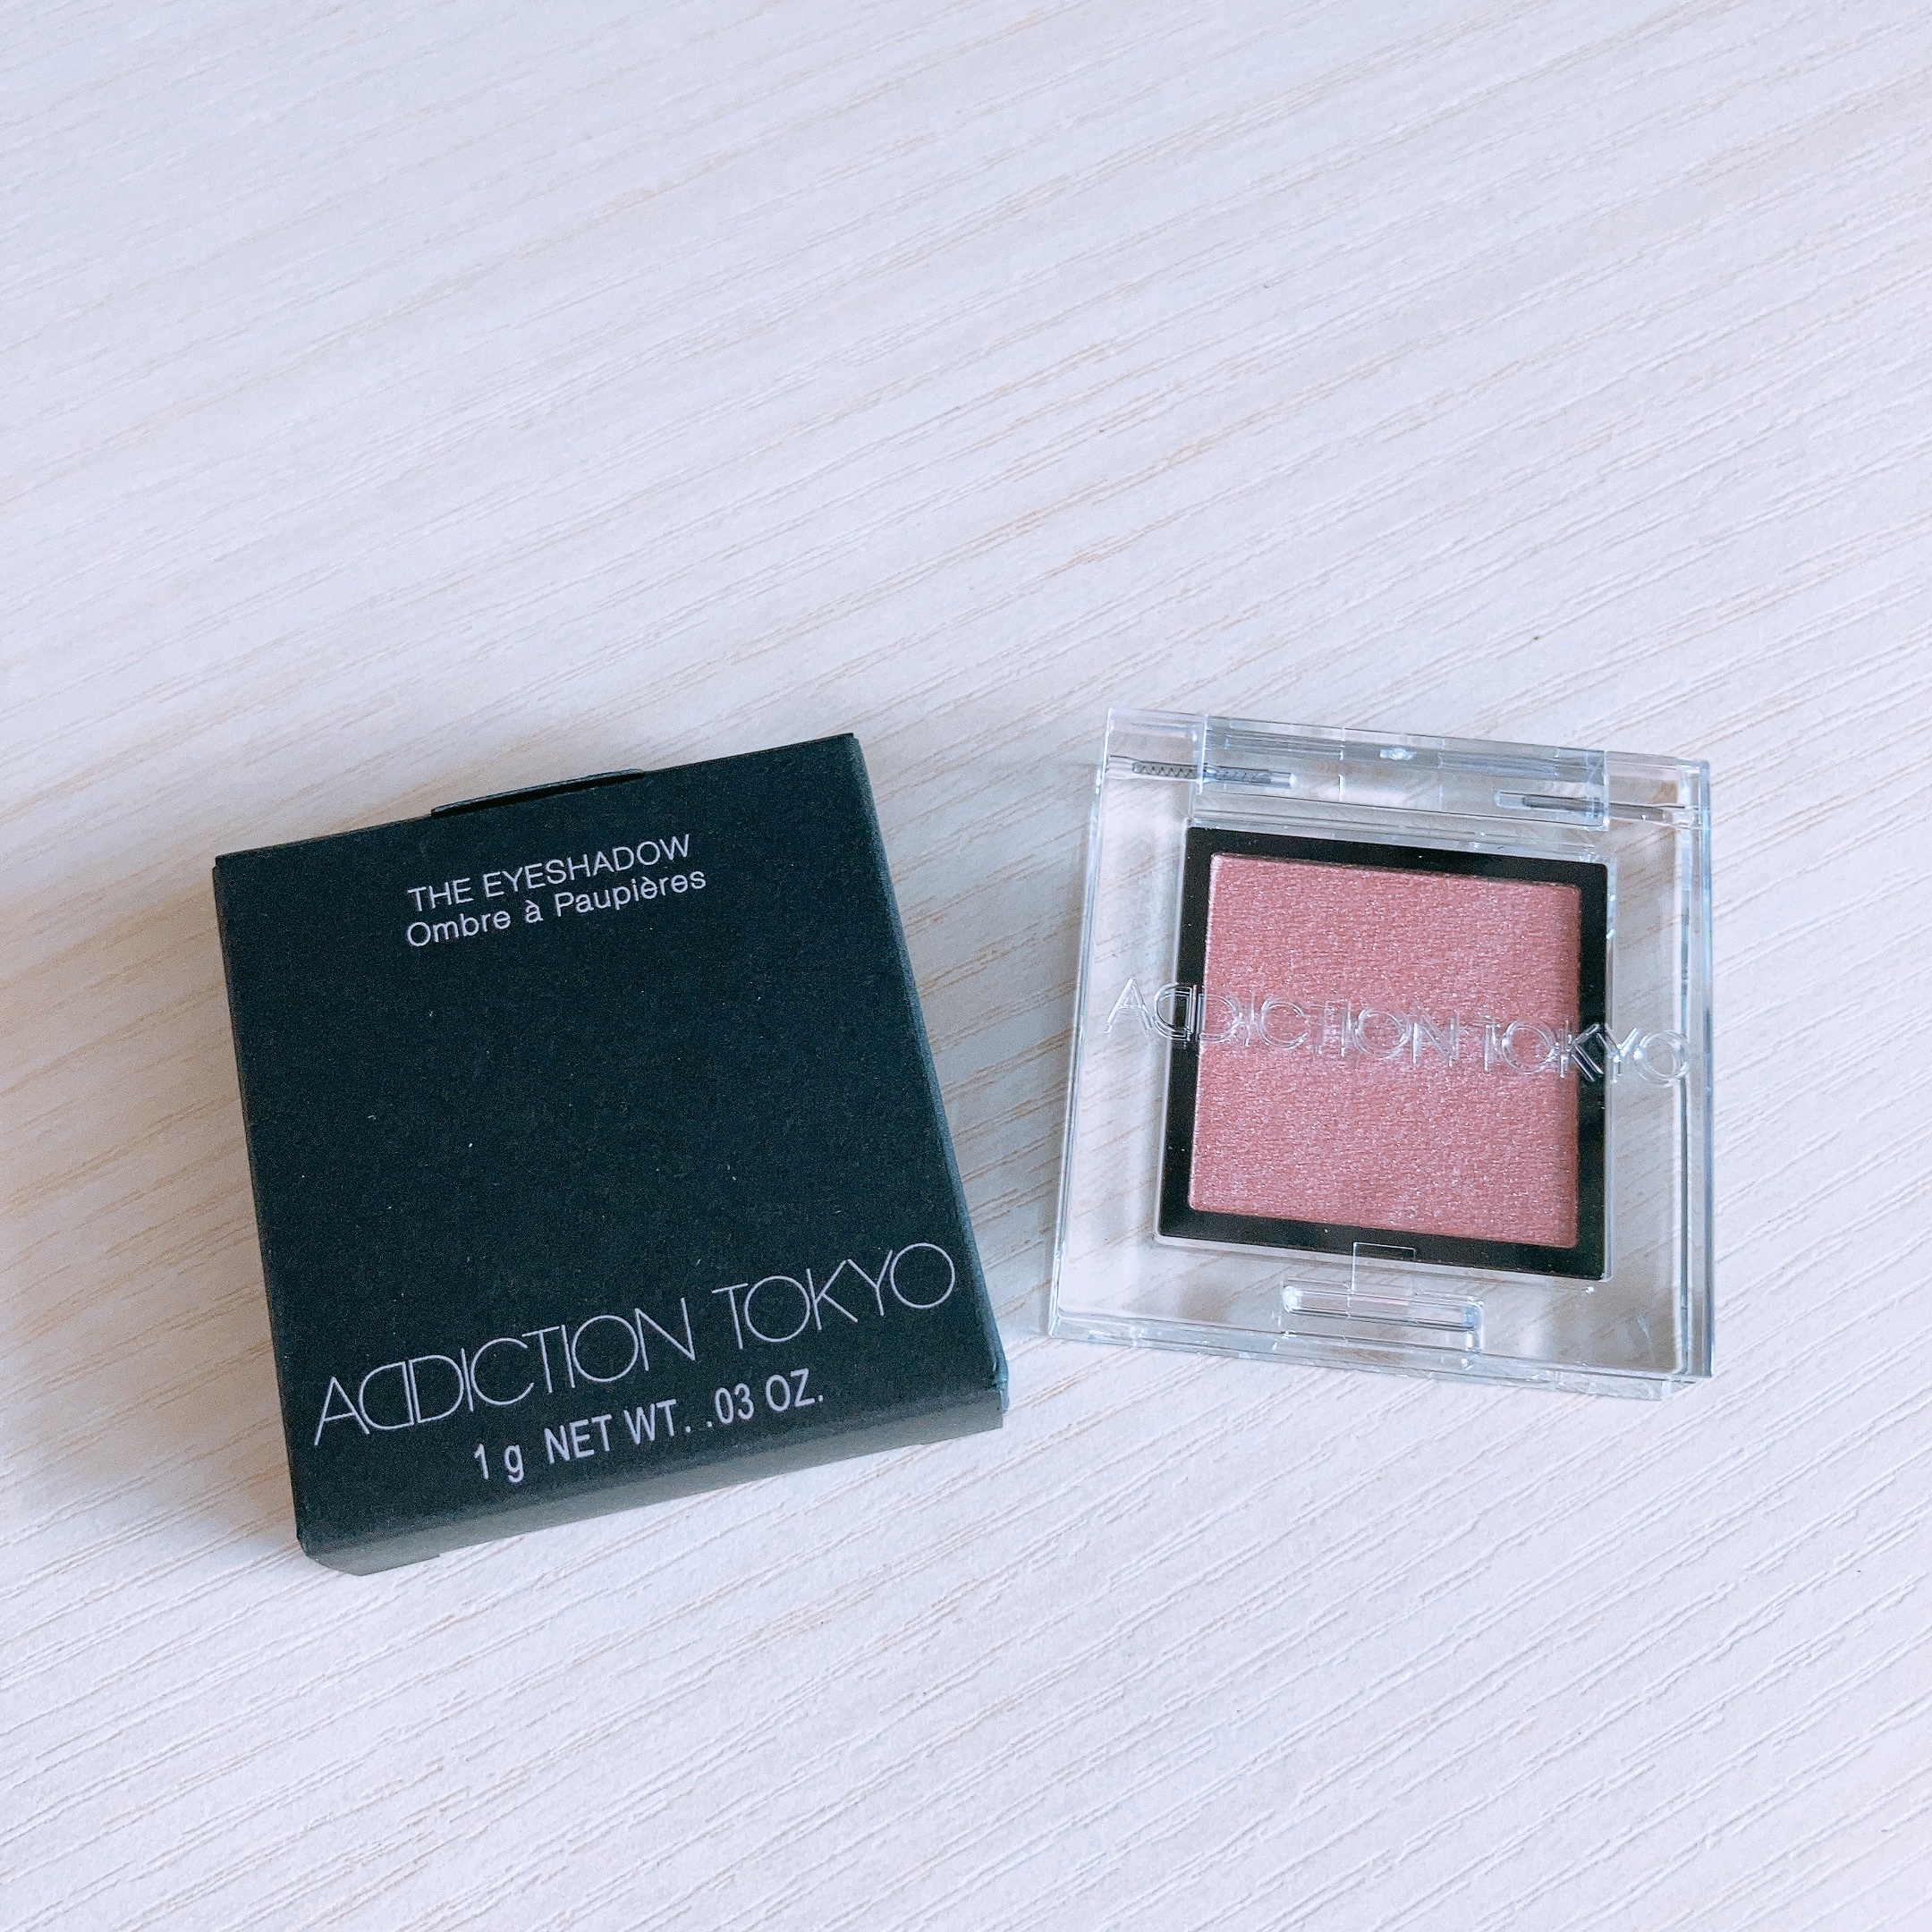 THE EYESHADOW
Ombre à Paupières
ADDICTION TOKYO
1 g NET WT. .03 OZ.
ADDICTION TOKYO